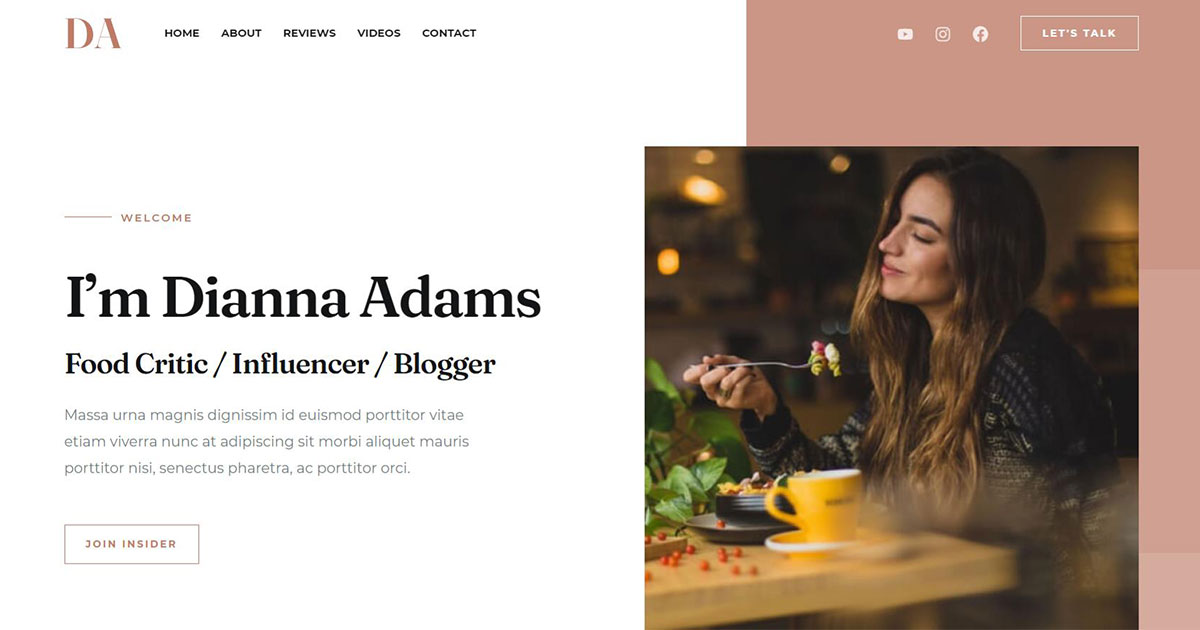 DA
HOME ABOUT REVIEWS VIDEOS CONTACT
LET'S TALK
WELCOME
I’m Dianna Adams
Food Critic / Influencer / Blogger
Massa urna magnis dignissim id euismod porttitor vitae
etiam viverra nunc at adipiscing sit morbi aliquet mauris
porttitor nisi, senectus pharetra, ac porttitor orci.
JOIN INSIDER